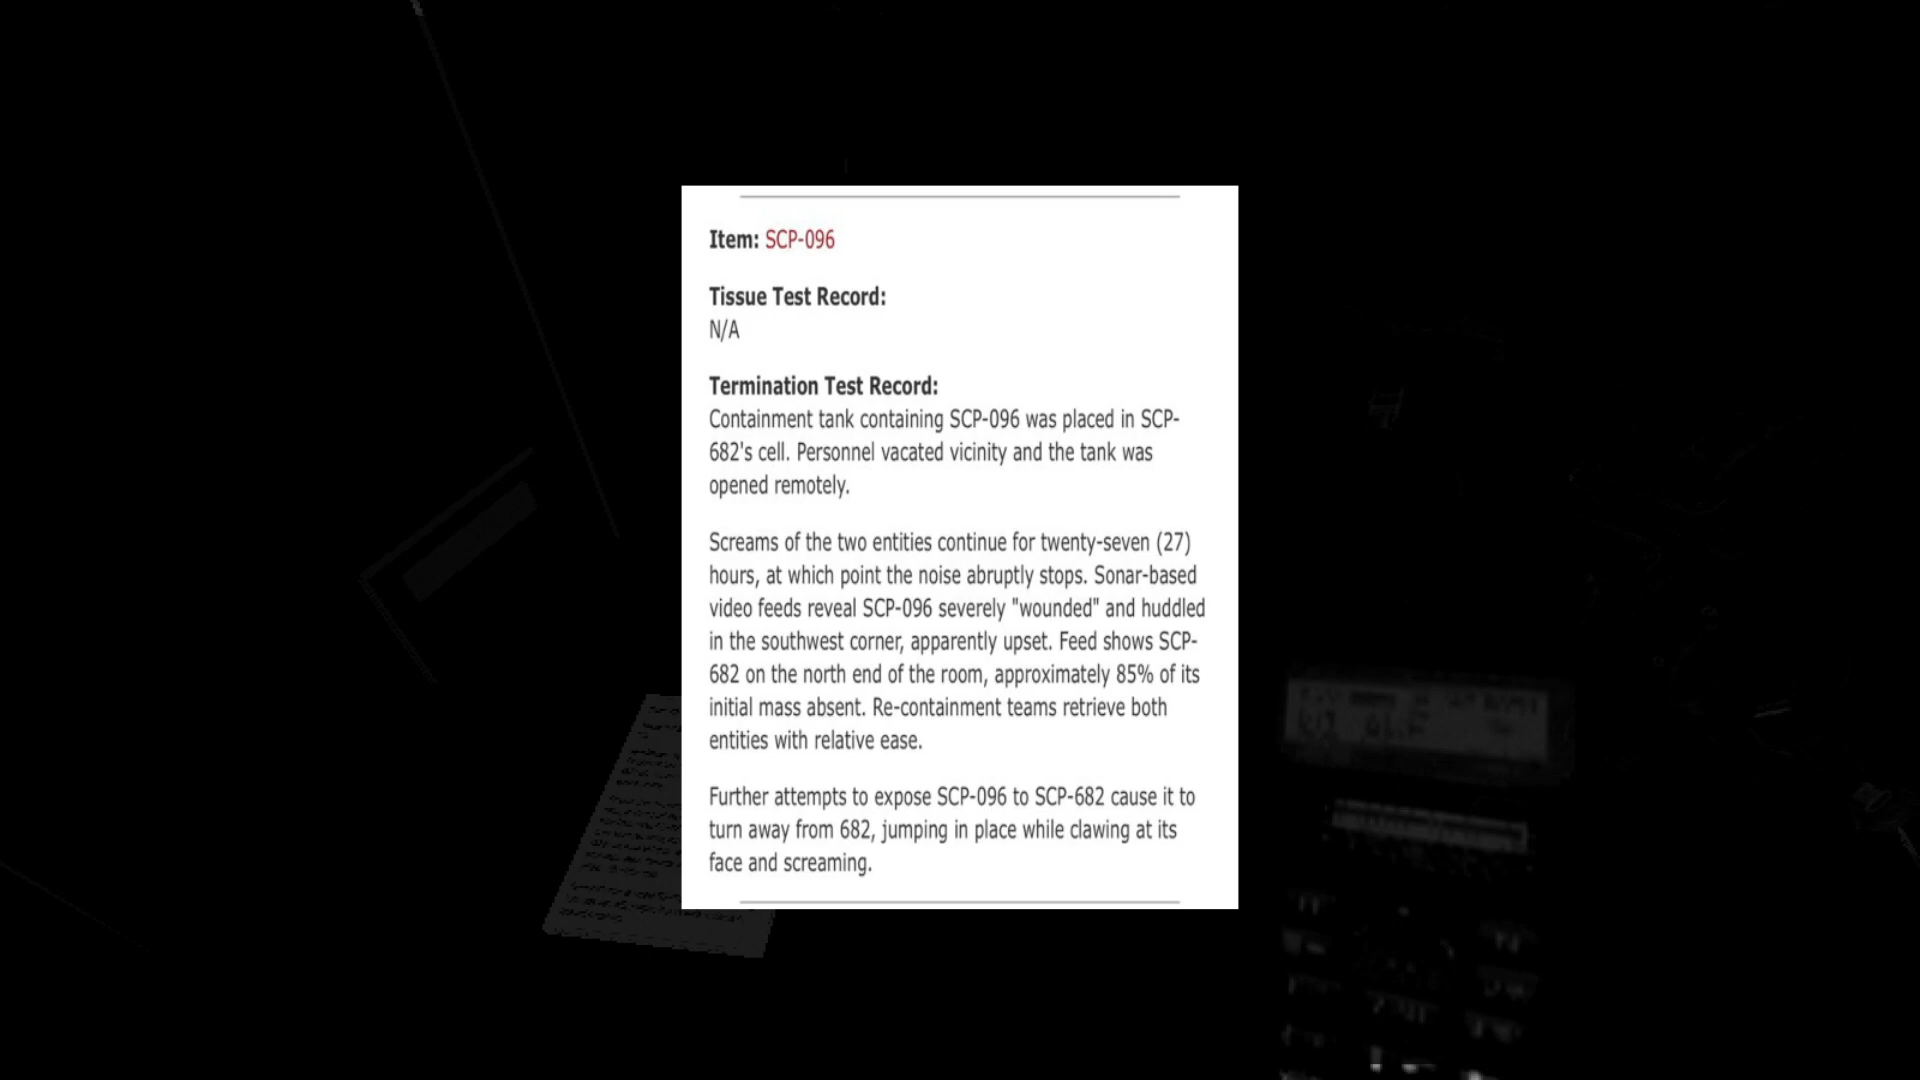 Item: SCP-096
Tissue Test Record:
N/A
Termination Test Record:
Containment tank containing SCP-096 was placed in SCP-
682's cell. Personnel vacated vicinity and the tank was
opened remotely.
Screams of the two entities continue for twenty-seven (27)
hours, at which point the noise abruptly stops. Sonar-based
video feeds reveal SCP-096 severely "wounded" and huddled
in the southwest corner, apparently upset. Feed shows SCP-
682 on the north end of the room, approximately 85% of its
initial mass absent. Re-containment teams retrieve both
entities with relative ease.
Further attempts to expose SCP-096 to SCP-682 cause it to
turn away from 682, jumping in place while clawing at its
face and screaming.